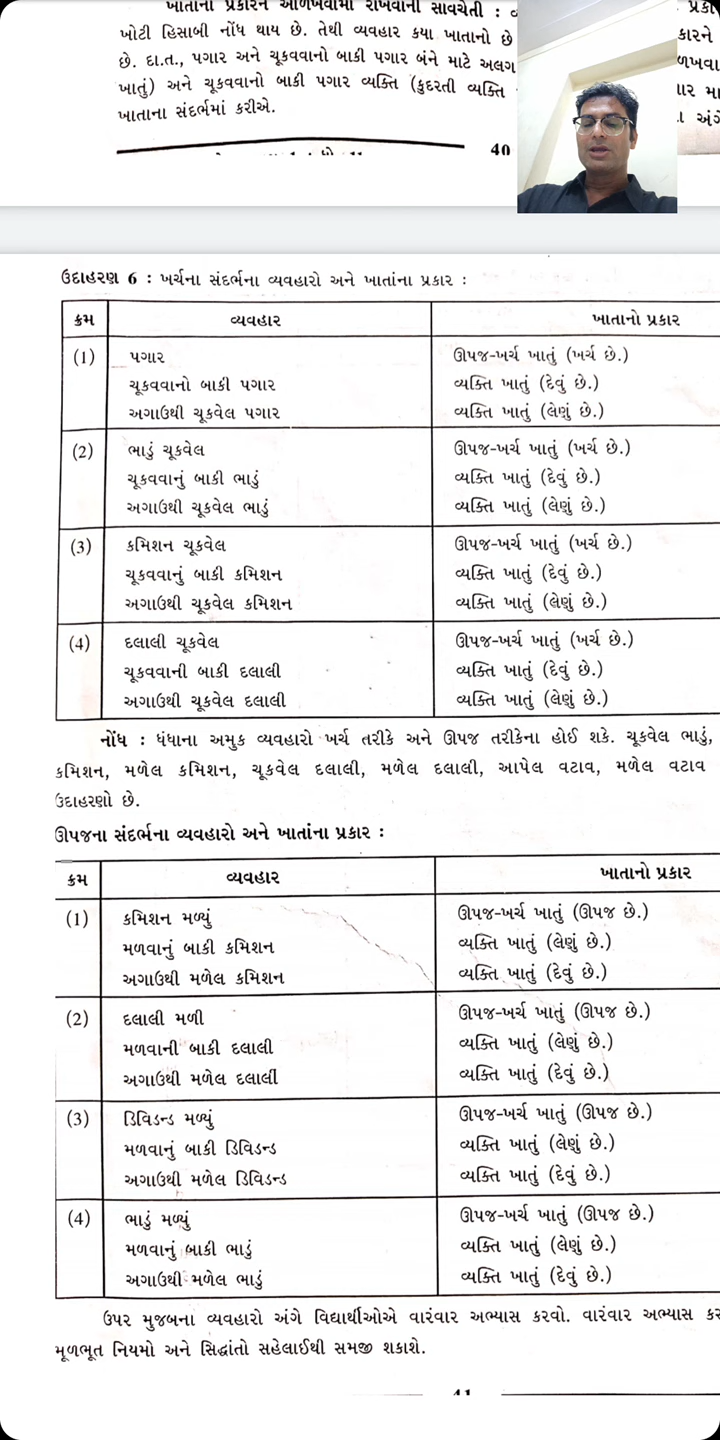 ખાતાના પ્રકારને ઓળખવામાં રાખવાની સાવચેતી :
ખોટી હિસાબી નોંધ થાય છે. તેથી વ્યવહાર કયા ખાતાનો છે
છે. દા.ત., પગાર અને ચૂકવવાનો બાકી પગાર બંને માટે અલગ
ખાતું) અને ચૂકવવાનો બાકી પગાર વ્યક્તિ (કુદરતી વ્યક્તિ
ખાતાના સંદર્ભમાં કરીએ.
40
ઉદાહરણ 6 : ખર્ચના સંદર્ભના વ્યવહારો અને ખાતાંના પ્રકાર :
ક્રમ વ્યવહાર ખાતાનો પ્રકાર
(1) પગાર ઊપજ-ખર્ચ ખાતું (ખર્ચ છે.)
ચૂકવવાનો બાકી પગાર વ્યક્તિ ખાતું (દેવું છે.)
અગાઉથી ચૂકવેલ પગાર વ્યક્તિ ખાતું (લેણું છે.)
(2) ભાડું ચૂકવેલ ઊપજ-ખર્ચ ખાતું (ખર્ચ છે.)
ચૂકવવાનું બાકી ભાડું વ્યક્તિ ખાતું (દેવું છે.)
અગાઉથી ચૂકવેલ ભાડું વ્યક્તિ ખાતું (લેણું છે.)
(3) કમિશન ચૂકવેલ ઊપજ-ખર્ચ ખાતું (ખર્ચ છે.)
ચૂકવવાનું બાકી કમિશન વ્યક્તિ ખાતું (દેવું છે.)
અગાઉથી ચૂકવેલ કમિશન વ્યક્તિ ખાતું (લેણું છે.)
(4) દલાલી ચૂકવેલ ઊપજ-ખર્ચ ખાતું (ખર્ચ છે.)
ચૂકવવાની બાકી દલાલી વ્યક્તિ ખાતું (દેવું છે.)
અગાઉથી ચૂકવેલ દલાલી વ્યક્તિ ખાતું (લેણું છે.)
નોંધ : ધંધાના અમુક વ્યવહારો ખર્ચ તરીકે અને ઊપજ તરીકેના હોઈ શકે. ચૂકવેલ ભાડું,
કમિશન, મળેલ કમિશન, ચૂકવેલ દલાલી, મળેલ દલાલી, આપેલ વટાવ, મળેલ વટાવ
ઉદાહરણો છે.
ઊપજના સંદર્ભના વ્યવહારો અને ખાતાંના પ્રકાર :
ક્રમ વ્યવહાર ખાતાનો પ્રકાર
(1) કમિશન મળ્યું ઊપજ-ખર્ચ ખાતું (ઊપજ છે.)
મળવાનું બાકી કમિશન વ્યક્તિ ખાતું (લેણું છે.)
અગાઉથી મળેલ કમિશન વ્યક્તિ ખાતું (દેવું છે.)
(2) દલાલી મળી ઊપજ-ખર્ચ ખાતું (ઊપજ છે.)
મળવાની બાકી દલાલી વ્યક્તિ ખાતું (લેણું છે.)
અગાઉથી મળેલ દલાલી વ્યક્તિ ખાતું (દેવું છે.)
(3) ડિવિડન્ડ મળ્યું ઊપજ-ખર્ચ ખાતું (ઊપજ છે.)
મળવાનું બાકી ડિવિડન્ડ વ્યક્તિ ખાતું (લેણું છે.)
અગાઉથી મળેલ ડિવિડન્ડ વ્યક્તિ ખાતું (દેવું છે.)
(4) ભાડું મળ્યું ઊપજ-ખર્ચ ખાતું (ઊપજ છે.)
મળવાનું બાકી ભાડું વ્યક્તિ ખાતું (લેણું છે.)
અગાઉથી મળેલ ભાડું વ્યક્તિ ખાતું (દેવું છે.)
ઉપર મુજબના વ્યવહારો અંગે વિદ્યાર્થીઓએ વારંવાર અભ્યાસ કરવો. વારંવાર અભ્યાસ
મૂળભૂત નિયમો અને સિદ્ધાંતો સહેલાઈથી સમજી શકાશે.